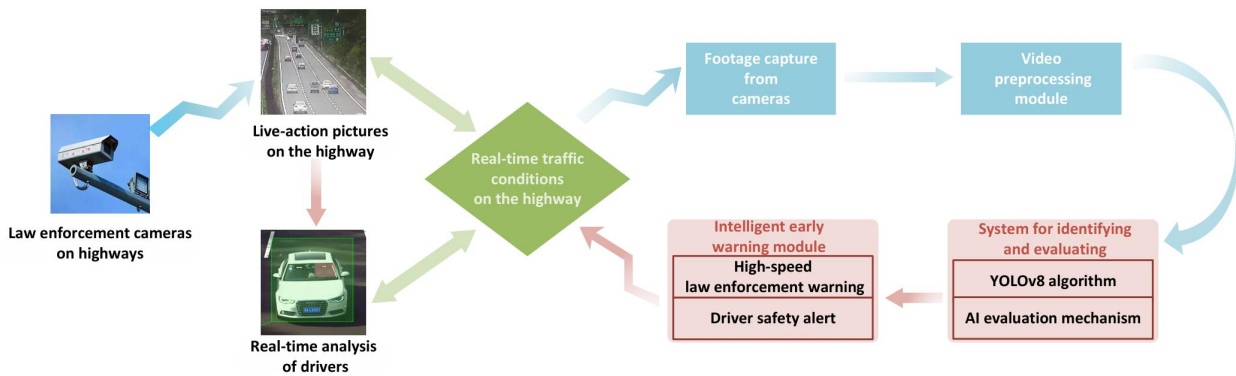 Law enforcement cameras
on highways
Live-action pictures
on the highway
Real-time analysis
of drivers
Real-time traffic
conditions
on the highway
Footage capture
from
cameras
Video
preprocessing
module
System for identifying
and evaluating
YOLOv8 algorithm
AI evaluation mechanism
Intelligent early
warning module
High-speed
law enforcement warning
Driver safety alert